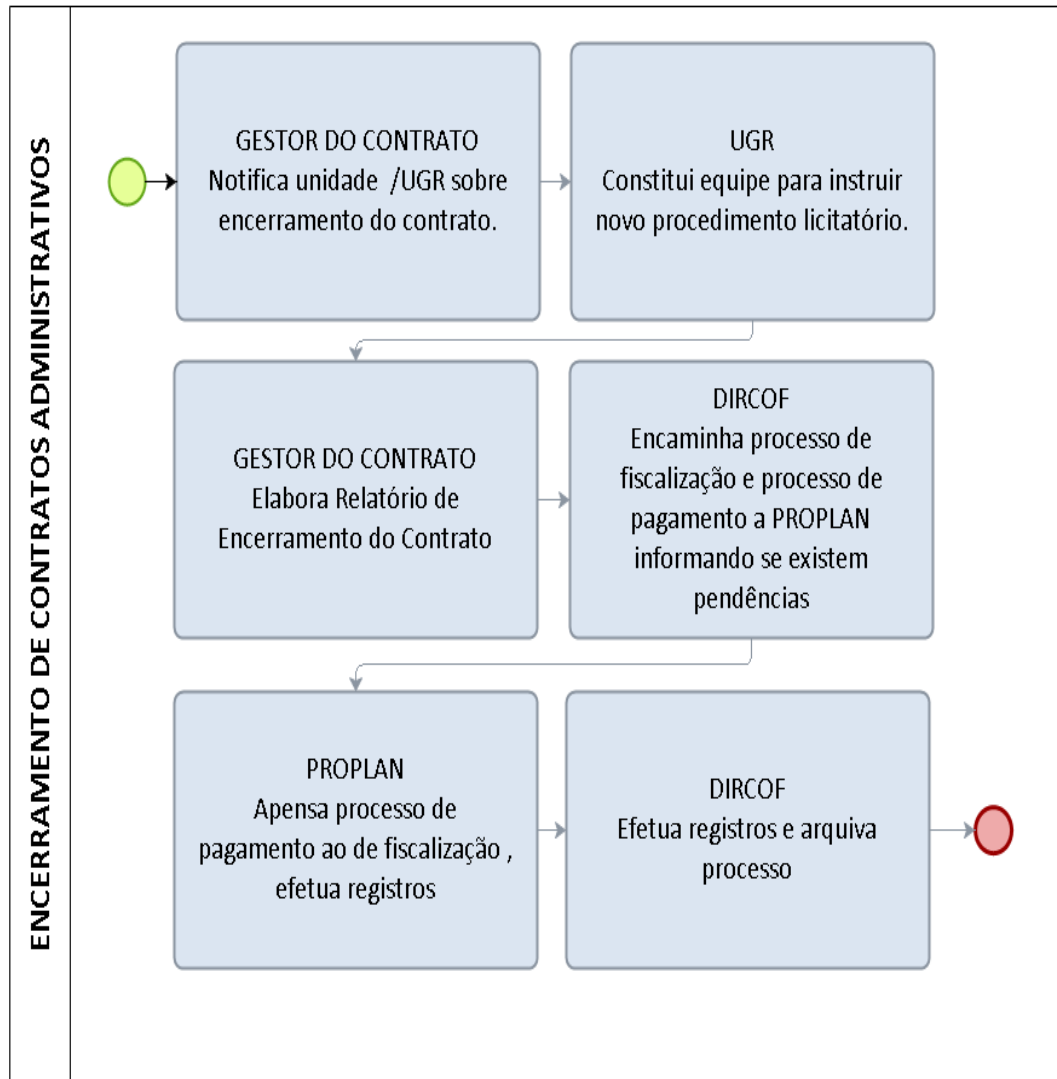 ENCERRAMENTO DE CONTRATOS ADMINISTRATIVOS
GESTOR DO CONTRATO
Notifica unidade /UGR sobre
encerramento do contrato.
UGR
Constitui equipe para instruir
novo procedimento licitatório.
GESTOR DO CONTRATO
Elabora Relatório de
Encerramento do Contrato
DIRCOF
Encaminha processo de
fiscalização e processo de
pagamento a PROPLAN
informando se existem
pendências
PROPLAN
Apensa processo de
pagamento ao de fiscalização ,
efetua registros
DIRCOF
Efetua registros e arquiva
processo